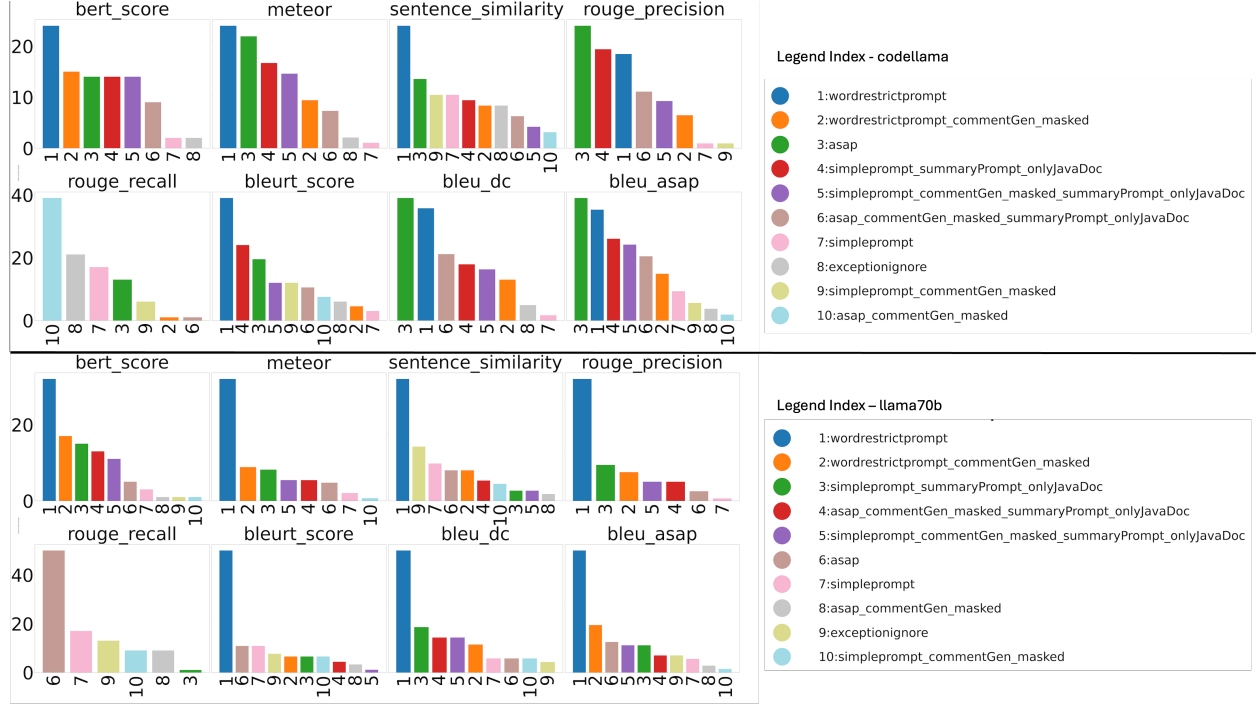 bert_score meteor sentence_similarity rouge_precision
20
10
0
1 2 3 4 5 6 7 8
1 3 4 5 2 6 8 7
1 3 9 7 4 2 8 6 5 10
3 4 1 6 5 2 7 9
rouge_recall bleurt_score bleu_dc bleu_asap
40
20
0
10 8 7 3 9 2 6
1 4 3 5 9 6 10 8 2 7
3 1 6 4 5 2 8 7
3 1 4 5 6 2 7 9 8 10
Legend Index - codellama
1:wordrestrictprompt
2:wordrestrictprompt_commentGen_masked
3:asap
4:simpleprompt_summaryPrompt_onlyJavaDoc
5:simpleprompt_commentGen_masked_summaryPrompt_onlyJavaDoc
6:asap_commentGen_masked_summaryPrompt_onlyJavaDoc
7:simpleprompt
8:exceptionignore
9:simpleprompt_commentGen_masked
10:asap_commentGen_masked
bert_score meteor sentence_similarity rouge_precision
20
0
1 2 3 4 5 6 7 8 9 10
1 2 3 5 4 6 7 10
1 9 7 6 2 4 10 3 5 8
1 3 2 5 4 6 7
rouge_recall bleurt_score bleu_dc bleu_asap
40
20
0
6 7 9 10 8 3
1 6 7 9 2 3 10 4 8 5
1 3 4 5 2 7 6 10 9
1 2 6 5 3 4 9 7 8 10
Legend Index – llama70b
1:wordrestrictprompt
2:wordrestrictprompt_commentGen_masked
3:simpleprompt_summaryPrompt_onlyJavaDoc
4:asap_commentGen_masked_summaryPrompt_onlyJavaDoc
5:simpleprompt_commentGen_masked_summaryPrompt_onlyJavaDoc
6:asap
7:simpleprompt
8:asap_commentGen_masked
9:exceptionignore
10:simpleprompt_commentGen_masked